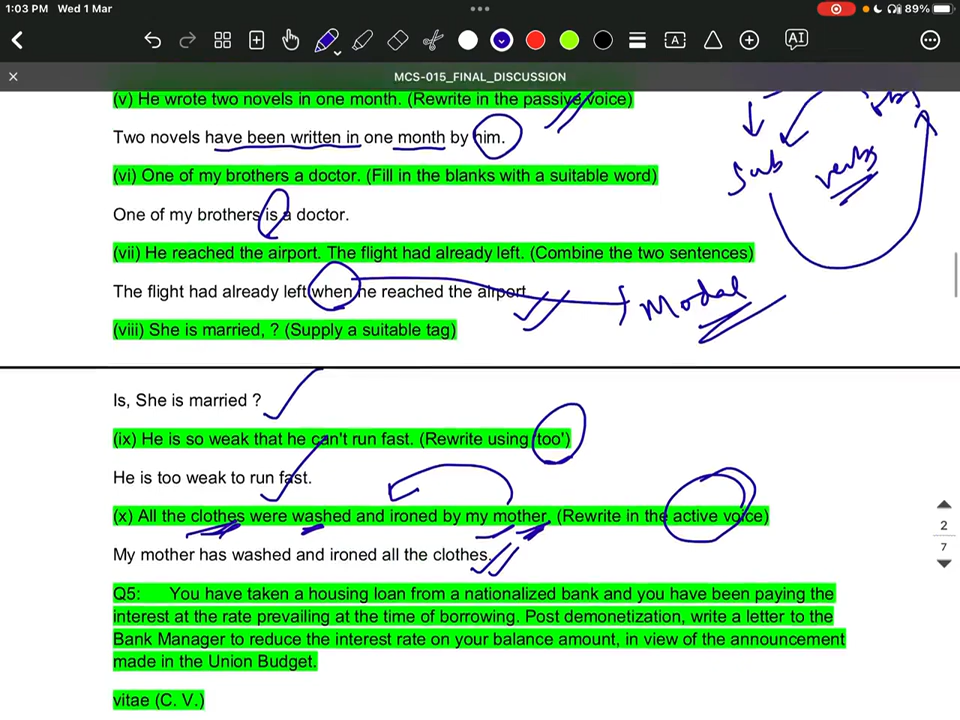 1:03 PM Wed 1 Mar
89%
A
AI
MCS-015_FINAL_DISCUSSION
(v) He wrote two novels in one month. (Rewrite in the passive voice)
Two novels have been written in one month by him.
(vi) One of my brothers a doctor. (Fill in the blanks with a suitable word)
sub
verbs
One of my brothers is a doctor.
(vii) He reached the airport. The flight had already left. (Combine the two sentences)
The flight had already left when he reached the airport
Modal
(viii) She is married, ? (Supply a suitable tag)
Is, She is married ?
(ix) He is so weak that he can't run fast. (Rewrite using 'too')
He is too weak to run fast.
(x) All the clothes were washed and ironed by my mother. (Rewrite in the active voice)
2
7
My mother has washed and ironed all the clothes.
Q5: You have taken a housing loan from a nationalized bank and you have been paying the
interest at the rate prevailing at the time of borrowing. Post demonetization, write a letter to the
Bank Manager to reduce the interest rate on your balance amount, in view of the announcement
made in the Union Budget.
vitae (C. V.)